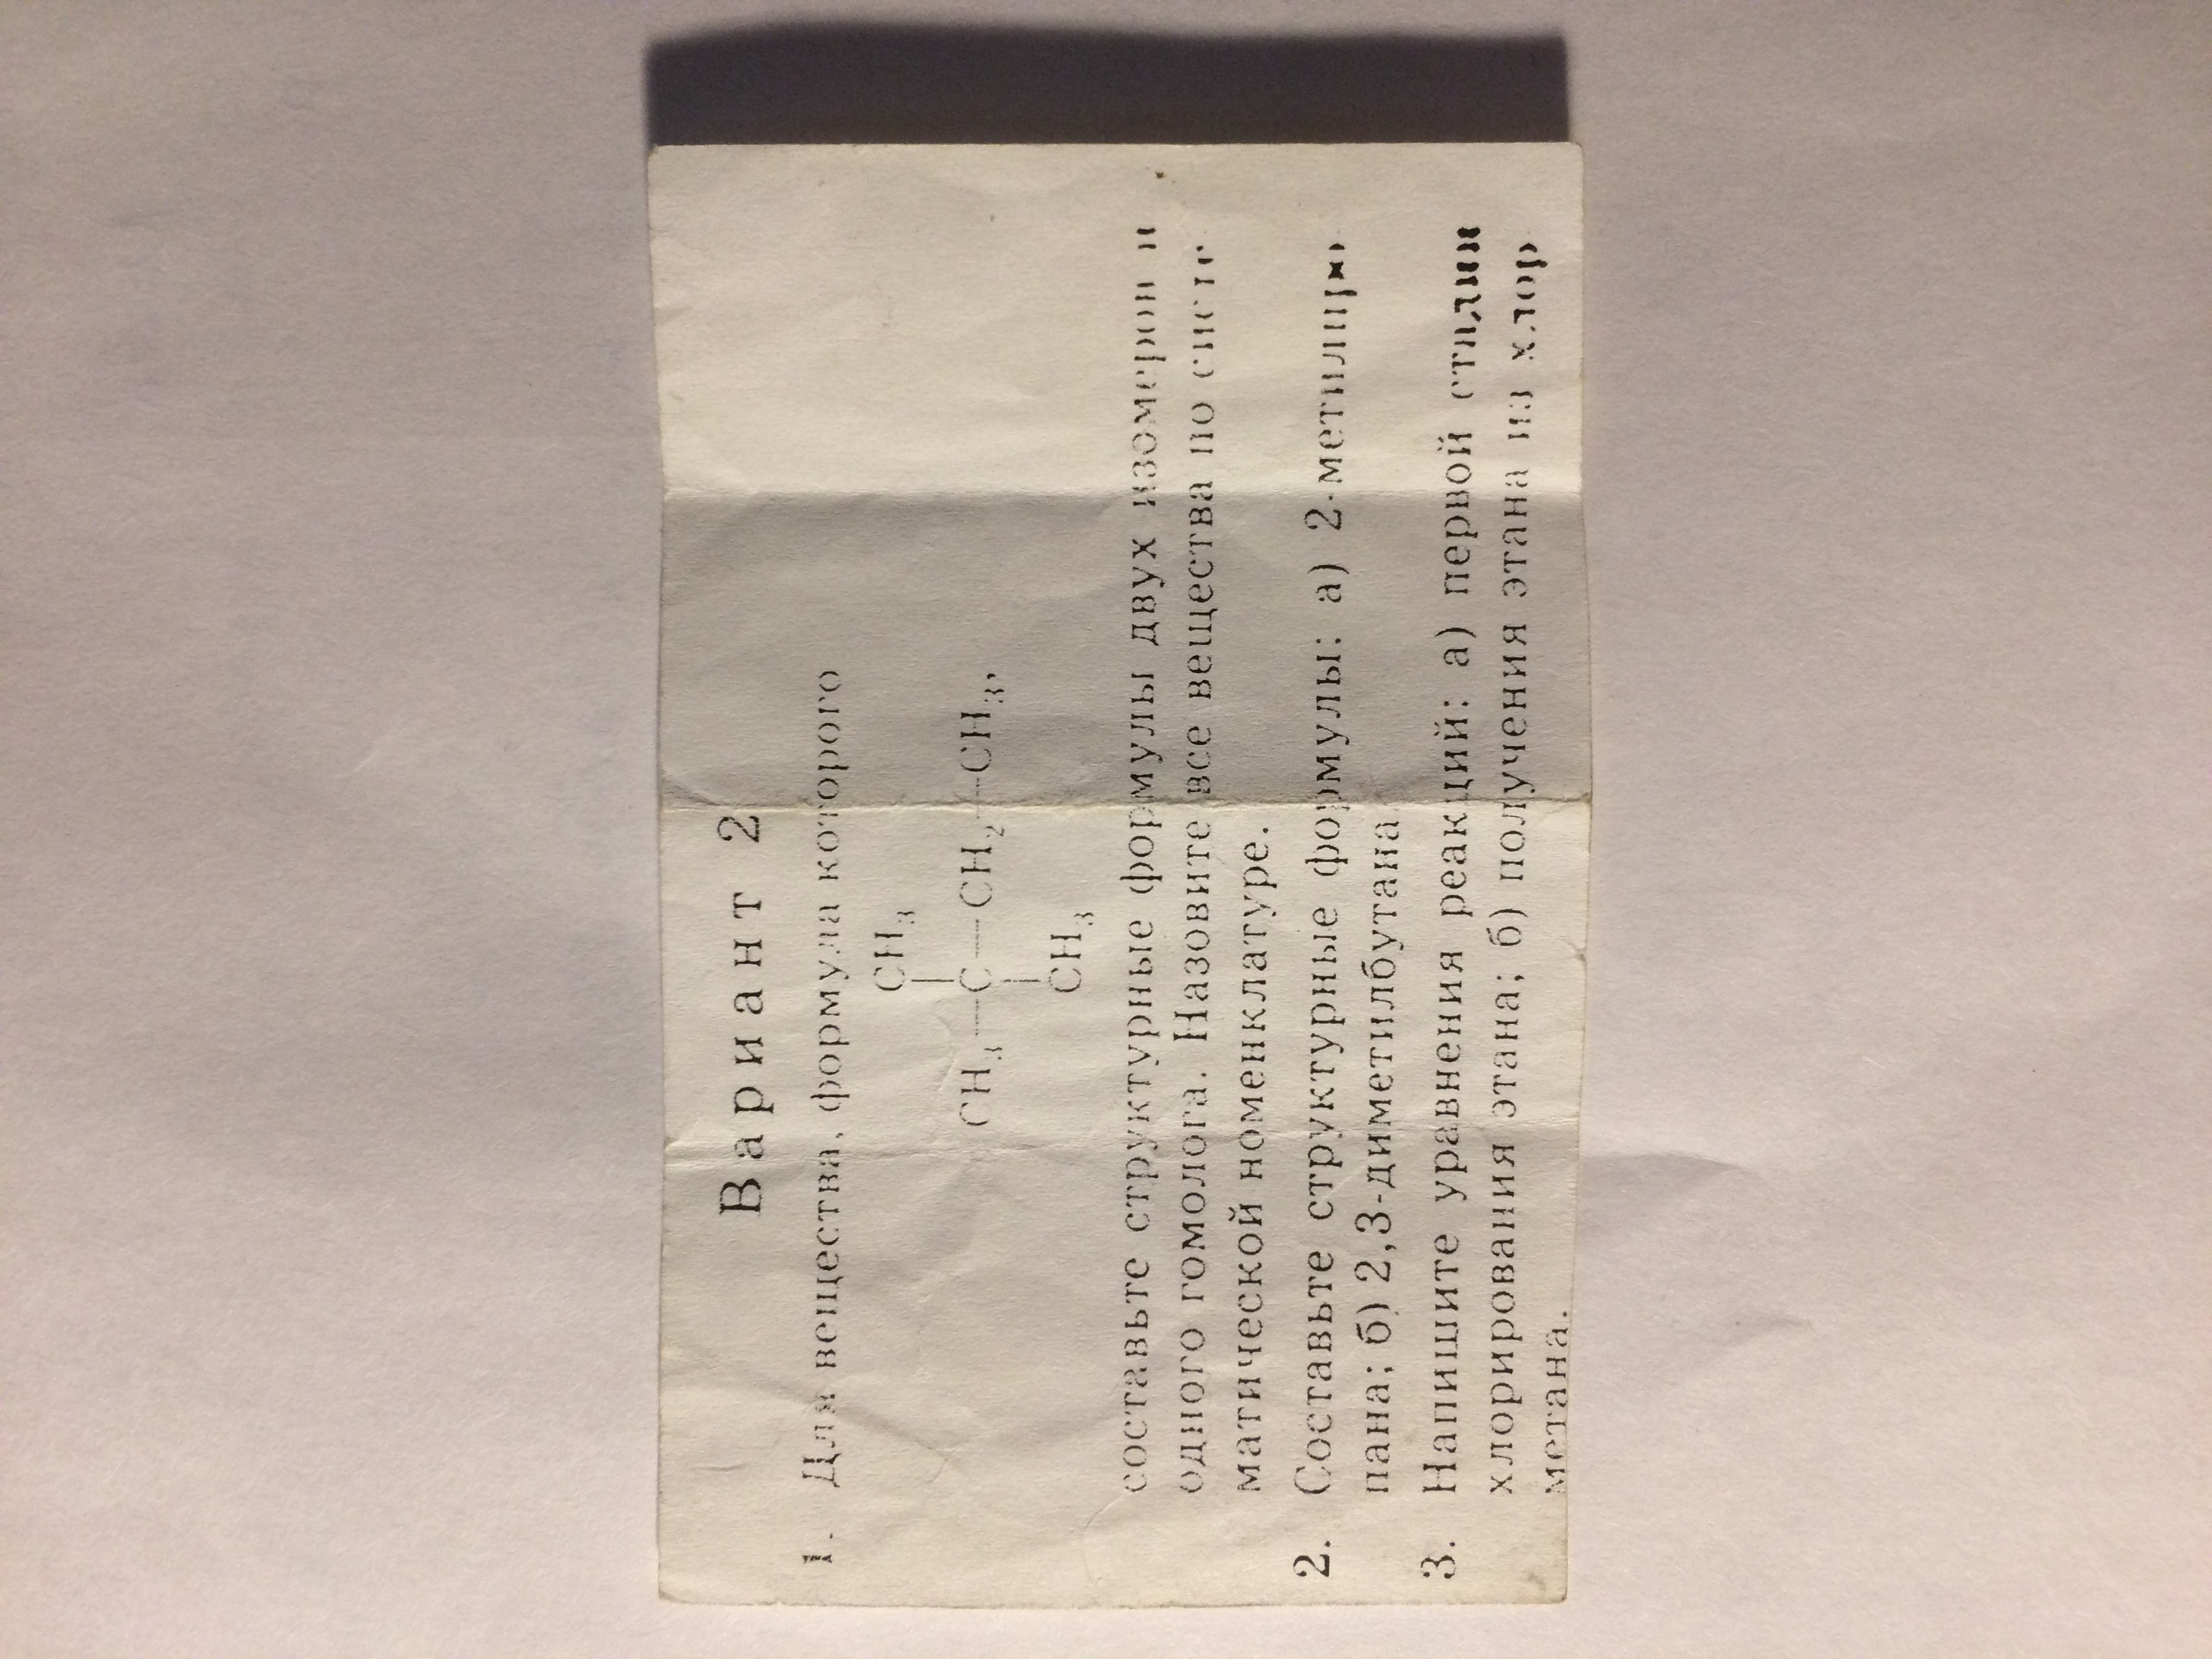 Вариант 2
1. Для вещества, формула которого
CH3
CH3—C—CH2—CH3,
CH3
составьте структурные формулы двух изомеров и
одного гомолога. Назовите все вещества по систе-
матической номенклатуре.
2. Составьте структурные формулы: а) 2-метилпро-
пана; б) 2,3-диметилбутана
3. Напишите уравнения реакций: а) первой стадии
хлорирования этана; б) получения этана из хлор-
метана.